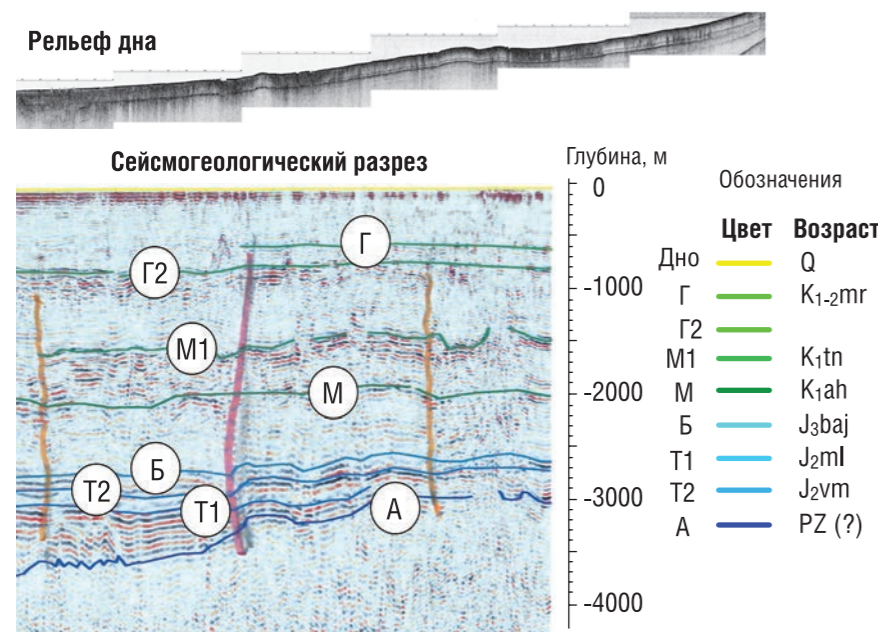 Рельеф дна
Сейсмогеологический разрез
Глубина, м
0
-1000
-2000
-3000
-4000
Г
Г2
М1
М
Б
Т2
Т1
А
Обозначения
Цвет Возраст
Дно Q
Г K₁₋₂mr
Г2
М1 K₁tn
М K₁ah
Б J₃baj
Т1 J₂ml
Т2 J₂vm
А PZ (?)